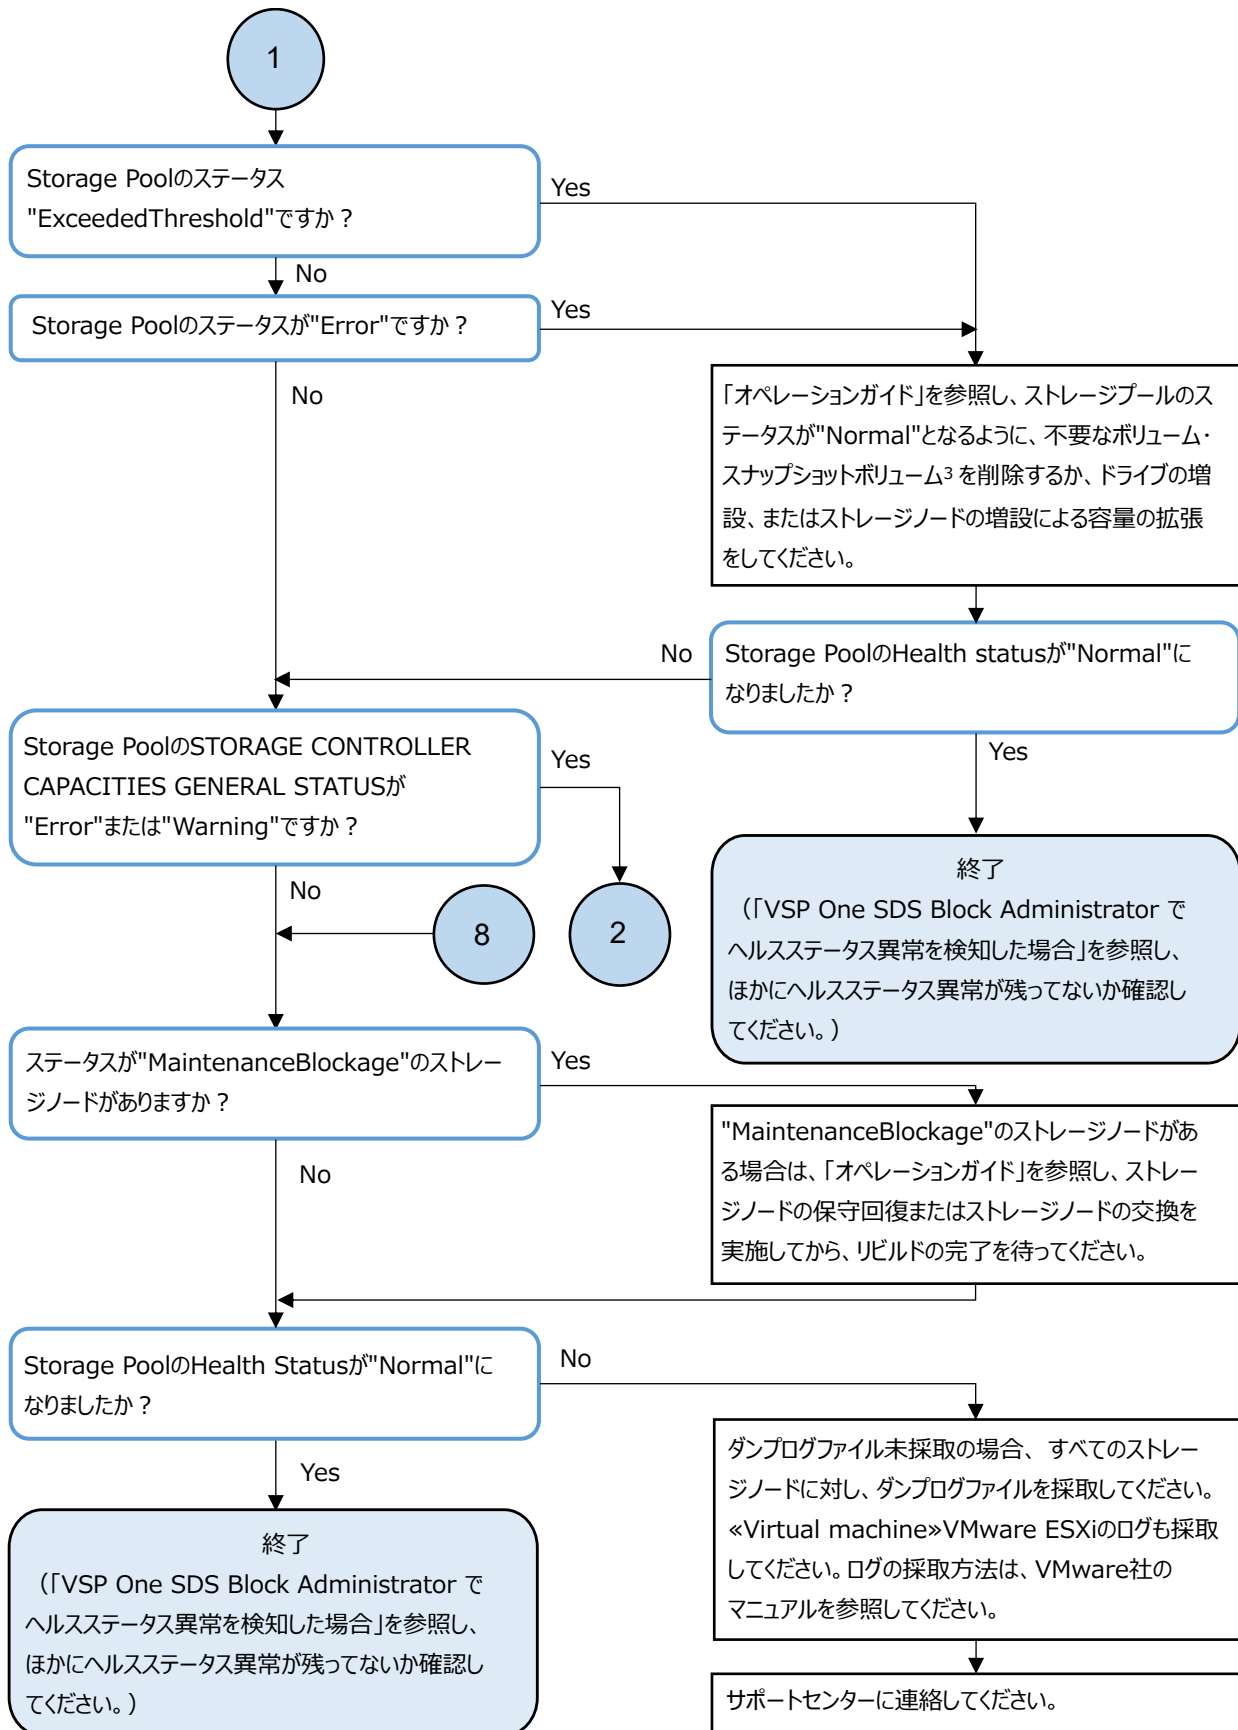 1
Storage Poolのステータス
"ExceededThreshold"ですか？
Yes
No
Storage Poolのステータスが"Error"ですか？
Yes
No
「オペレーションガイド」を参照し、ストレージプールのス
テータスが"Normal"となるように、不要なボリューム・
スナップショットボリューム3 を削除するか、ドライブの増
設、またはストレージノードの増設による容量の拡張
をしてください。
Storage PoolのHealth statusが"Normal"に
なりましたか？
No
Yes
Storage PoolのSTORAGE CONTROLLER
CAPACITIES GENERAL STATUSが
"Error"または"Warning"ですか？
Yes
No
8
2
終了
（「VSP One SDS Block Administrator で
ヘルスステータス異常を検知した場合」を参照し、
ほかにヘルスステータス異常が残ってないか確認し
てください。）
ステータスが"MaintenanceBlockage"のストレー
ジノードがありますか？
Yes
No
"MaintenanceBlockage"のストレージノードがあ
る場合は、「オペレーションガイド」を参照し、ストレー
ジノードの保守回復またはストレージノードの交換を
実施してから、リビルドの完了を待ってください。
Storage PoolのHealth Statusが"Normal"に
なりましたか？
No
Yes
ダンプログファイル未採取の場合、すべてのストレー
ジノードに対し、ダンプログファイルを採取してください。
«Virtual machine»VMware ESXiのログも採取
してください。ログの採取方法は、VMware社の
マニュアルを参照してください。
終了
（「VSP One SDS Block Administrator で
ヘルスステータス異常を検知した場合」を参照し、
ほかにヘルスステータス異常が残ってないか確認し
てください。）
サポートセンターに連絡してください。